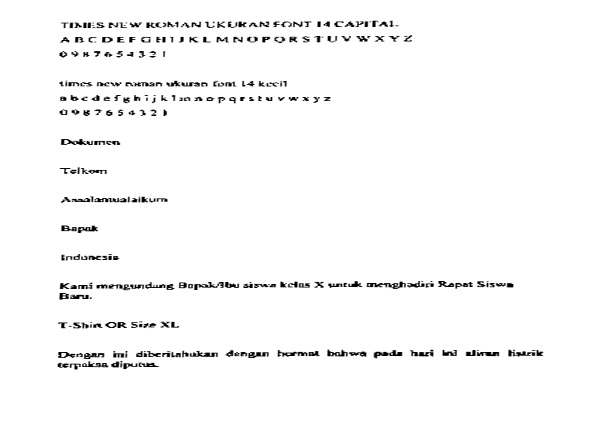 TIMES NEW ROMAN UKURAN FONT 14 CAPITAL
A B C D E F G H I J K L M N O P Q R S T U V W X Y Z
0 9 8 7 6 5 4 3 2 1
times new roman ukuran font 14 kecil
a b c d e f g h i j k l m n o p q r s t u v w x y z
0 9 8 7 6 5 4 3 2 1
Dokumen
Telkom
Assalamualaikum
Bapak
Indonesia
Kami mengundang Bapak/Ibu siswa kelas X untuk menghadiri Rapat Siswa
Baru.
T-Shirt OR Size XL
Dengan ini diberitahukan dengan hormat bahwa pada hari ini aliran listrik
terpaksa diputus.